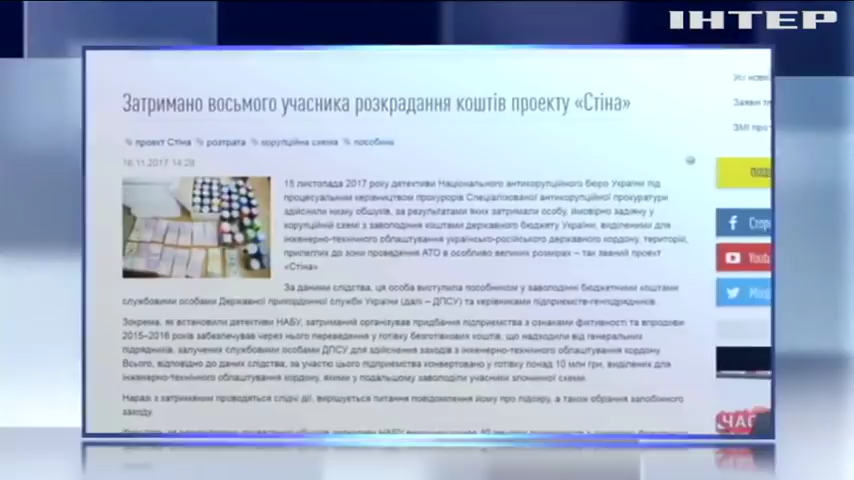 ІНТЕР
Усі новин
Затримано восьмого учасника розкрадання коштів проекту «Стіна»
Заяви
ЗМІ про
проект Стіна розтрата корупційна схема пособник
16.11.2017 14:28
15 листопада 2017 року детективи Національного антикорупційного бюро України під
процесуальним керівництвом прокурорів Спеціалізованої антикорупційної прокуратури
здійснили низку обшуків, за результатами яких затримали особу, ймовірно задіяну у
корупційній схемі з заволодіння коштами державного бюджету України, виділеними для
інженерно-технічного облаштування українсько-російського державного кордону, територій,
прилеглих до зони проведення АТО в особливо великих розмірах – так званий проект
«Стіна»
За даними слідства, ця особа виступила пособником у заволодінні бюджетними коштами
службовими особами Державної прикордонної служби України (далі – ДПСУ) та керівниками підприємств-генпідрядників.
Зокрема, як встановили детективи НАБУ, затриманий організував придбання підприємства з ознаками фіктивності та впродовж
2015–2016 років забезпечував через нього переведення у готівку безготівкових коштів, що надходили від генеральних
підрядників, залучених службовими особами ДПСУ для здійснення заходів з інженерно-технічного облаштування кордону.
Всього, відповідно до даних слідства, за участю цього підприємства конвертовано у готівку понад 10 млн грн, виділених для
інженерно-технічного облаштування кордону, якими у подальшому заволоділи учасники злочинної схеми.
Наразі з затриманим проводяться слідчі дії, вирішується питання повідомлення йому про підозру, а також обрання запобіжного
заходу.
Сторі
Youtu
ЧАС